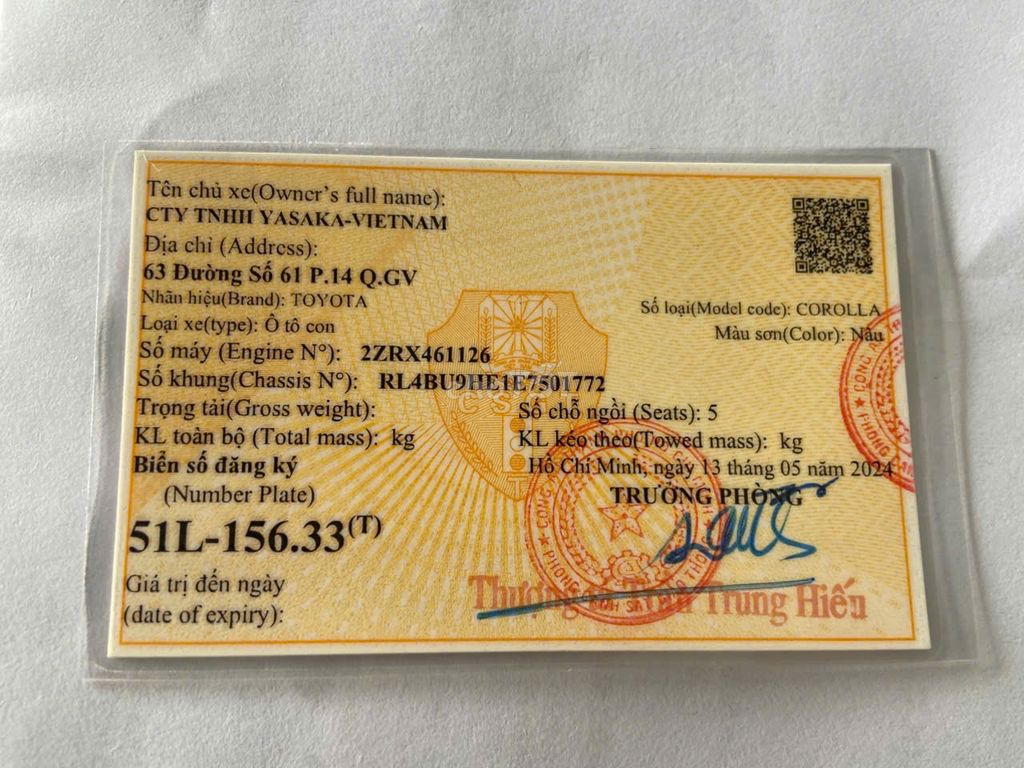 Tên chủ xe(Owner's full name):
CTY TNHH YASAKA-VIETNAM
Địa chỉ (Address):
63 Đường Số 61 P.14 Q.GV
Nhãn hiệu(Brand): TOYOTA
Số loại(Model code): COROLLA
Loại xe(type): Ô tô con
Màu sơn(Color): Nâu
Số máy (Engine N°): 2ZRX461126
Số khung(Chassis N°): RL4BU9HE1E7501772
Trọng tải(Gross weight):
Số chỗ ngồi (Seats): 5
KL toàn bộ (Total mass): kg
KL kéo theo(Towed mass): kg
Biển số đăng ký
Hồ Chí Minh, ngày 13 tháng 05 năm 2024
(Number Plate)
TRƯỞNG PHÒNG
51L-156.33(T)
Giá trị đến ngày
(date of expiry):
Thượng tá Trần Trung Hiếu